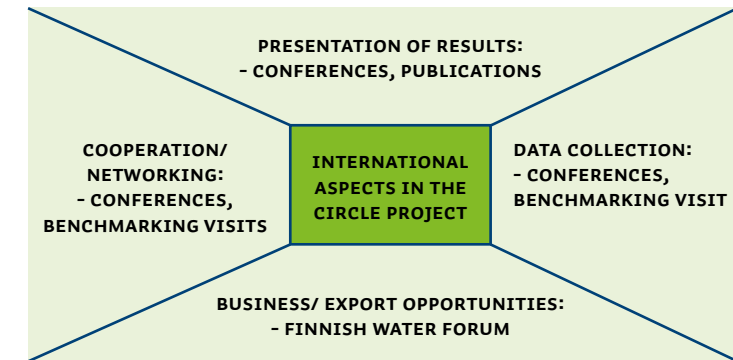 PRESENTATION OF RESULTS:
- CONFERENCES, PUBLICATIONS
COOPERATION/
NETWORKING:
- CONFERENCES,
BENCHMARKING VISITS
INTERNATIONAL
ASPECTS IN THE
CIRCLE PROJECT
DATA COLLECTION:
- CONFERENCES,
BENCHMARKING VISIT
BUSINESS/ EXPORT OPPORTUNITIES:
- FINNISH WATER FORUM